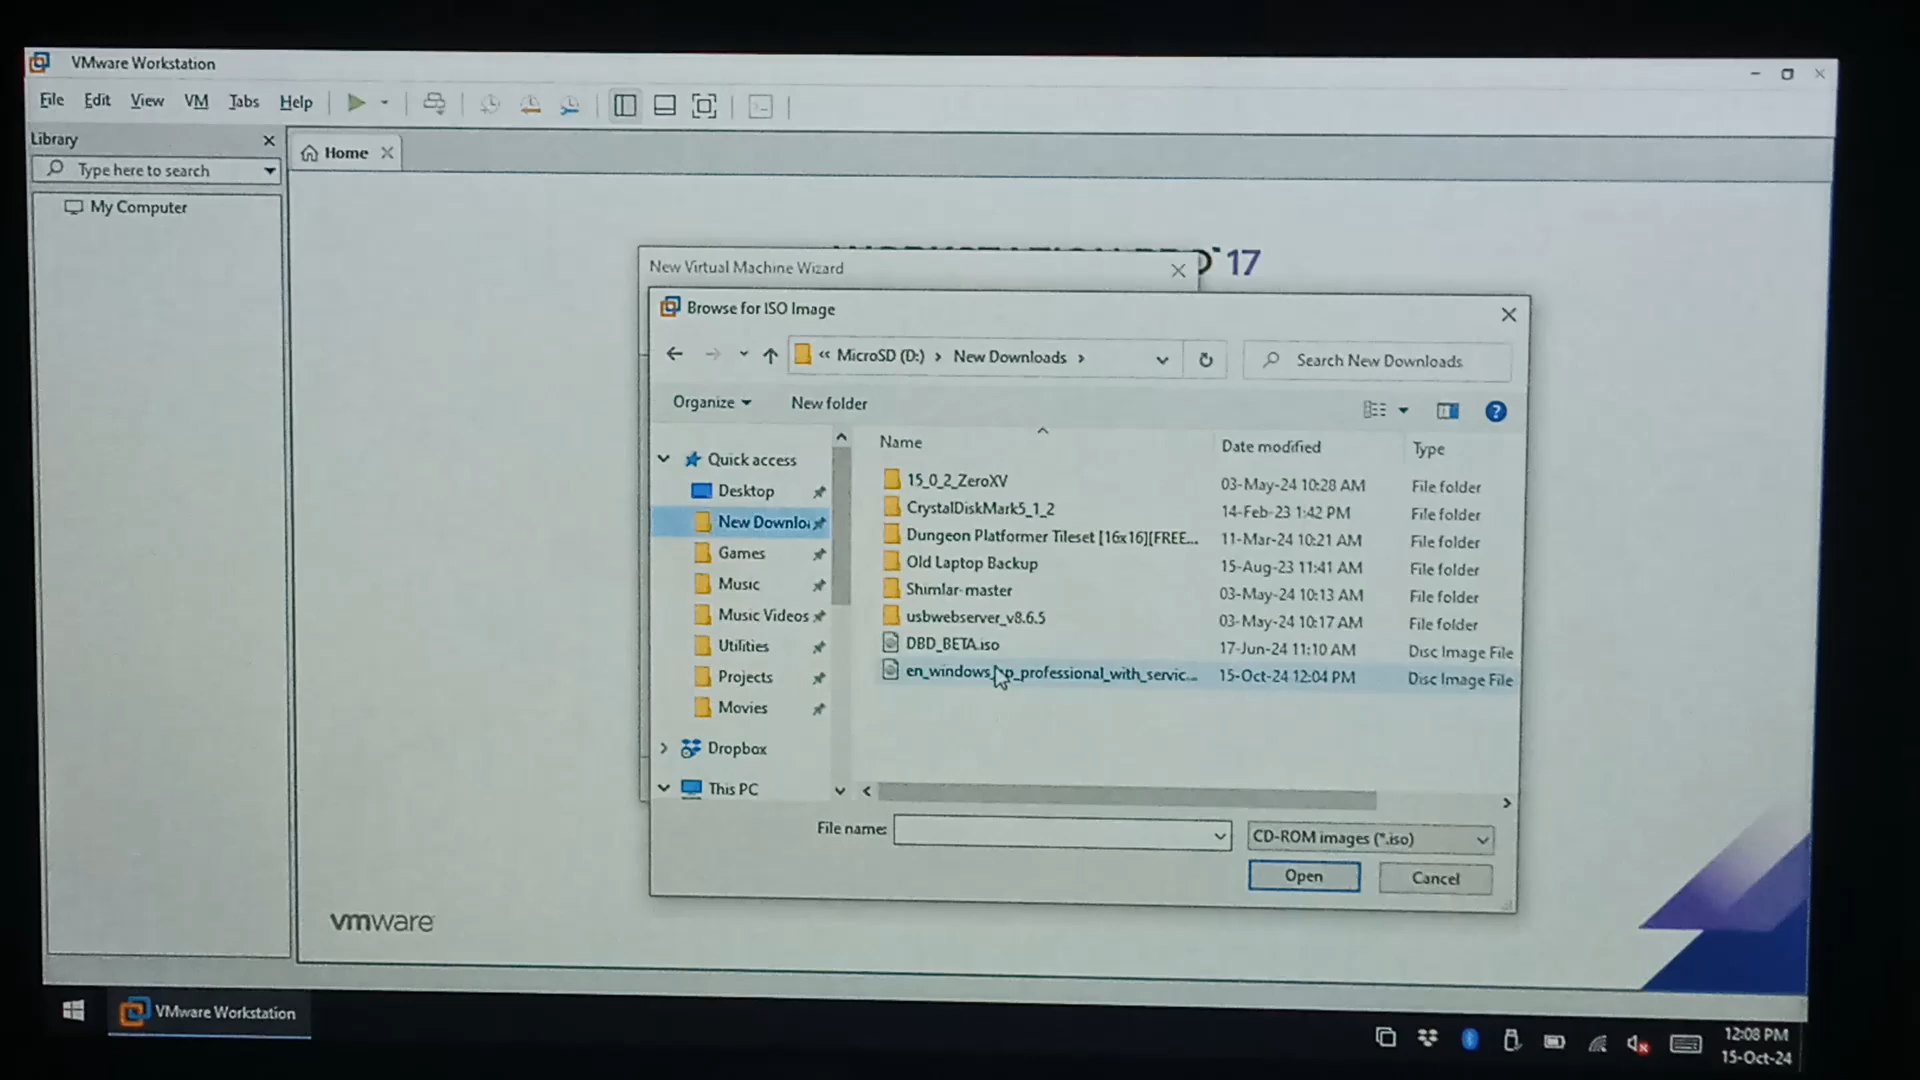 VMware Workstation
File Edit View VM Tabs Help
Library
Type here to search
My Computer
Home
17
New Virtual Machine Wizard
Browse for ISO Image
« MicroSD (D:) › New Downloads ›
Search New Downloads
Organize
New folder
Quick access
Desktop
New Downlo
Games
Music
Music Videos
Utilities
Projects
Movies
Dropbox
This PC
Name Date modified Type
15_0_2_ZeroXV 03-May-24 10:28 AM File folder
CrystalDiskMark5_1_2 14-Feb-23 1:42 PM File folder
Dungeon Platformer Tileset [16x16][FREE... 11-Mar-24 10:21 AM File folder
Old Laptop Backup 15-Aug-23 11:41 AM File folder
Shimlar-master 03-May-24 10:13 AM File folder
usbwebserver_v8.6.5 03-May-24 10:17 AM File folder
DBD_BETA.iso 17-Jun-24 11:10 AM Disc Image File
en_windows_xp_professional_with_servic... 15-Oct-24 12:04 PM Disc Image File
File name:
CD-ROM images (*.iso)
Open
Cancel
vmware
VMware Workstation
12:08 PM
15-Oct-24